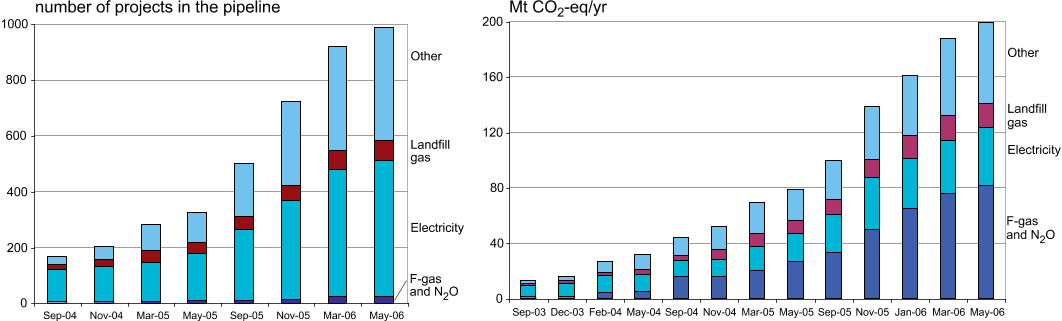 number of projects in the pipeline
1000
800
600
400
200
0
Other
Landfill
gas
Electricity
F-gas
and N₂O
Sep-04 Nov-04 Mar-05 May-05 Sep-05 Nov-05 Mar-06 May-06
Mt CO₂-eq/yr
200
160
120
80
40
0
Other
Landfill
gas
Electricity
F-gas
and N₂O
Sep-03 Dec-03 Feb-04 May-04 Sep-04 Nov-04 Mar-05 May-05 Sep-05 Nov-05 Jan-06 Mar-06 May-06